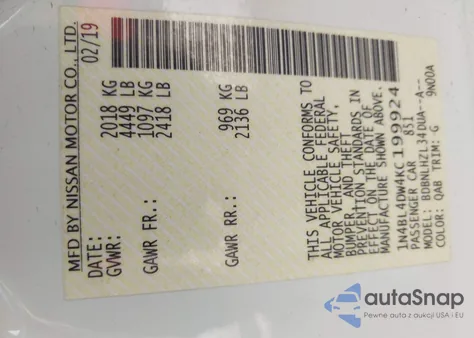 MFD BY NISSAN MOTOR CO., LTD.
DATE: 02/19
GVWR: 2018 KG
4449 LB
GAWR FR.: 1097 KG
2418 LB
GAWR RR.: 969 KG
2136 LB
THIS VEHICLE CONFORMS TO
ALL APPLICABLE FEDERAL
MOTOR VEHICLE SAFETY,
BUMPER, AND THEFT
PREVENTION STANDARDS IN
EFFECT ON THE DATE OF
MANUFACTURE SHOWN ABOVE.
1N4BL4DW4KC199924
PASSENGER CAR 851
MODEL: BDBNLHZL34DUA--A--
COLOR: QAB TRIM: G 9N00A
autoSnap
Pewne auto z aukcji USA i EU